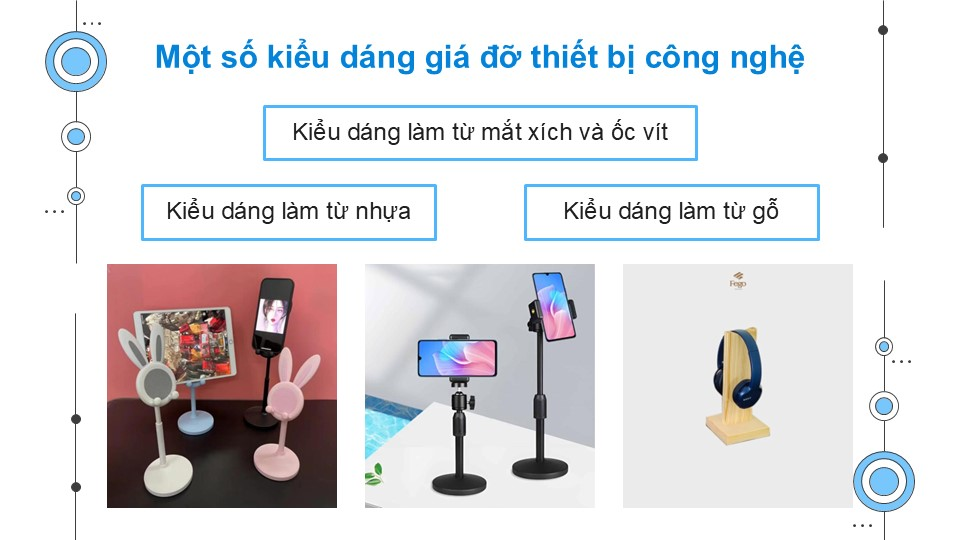 Một số kiểu dáng giá đỡ thiết bị công nghệ
Kiểu dáng làm từ mắt xích và ốc vít
Kiểu dáng làm từ nhựa
Kiểu dáng làm từ gỗ
Fego